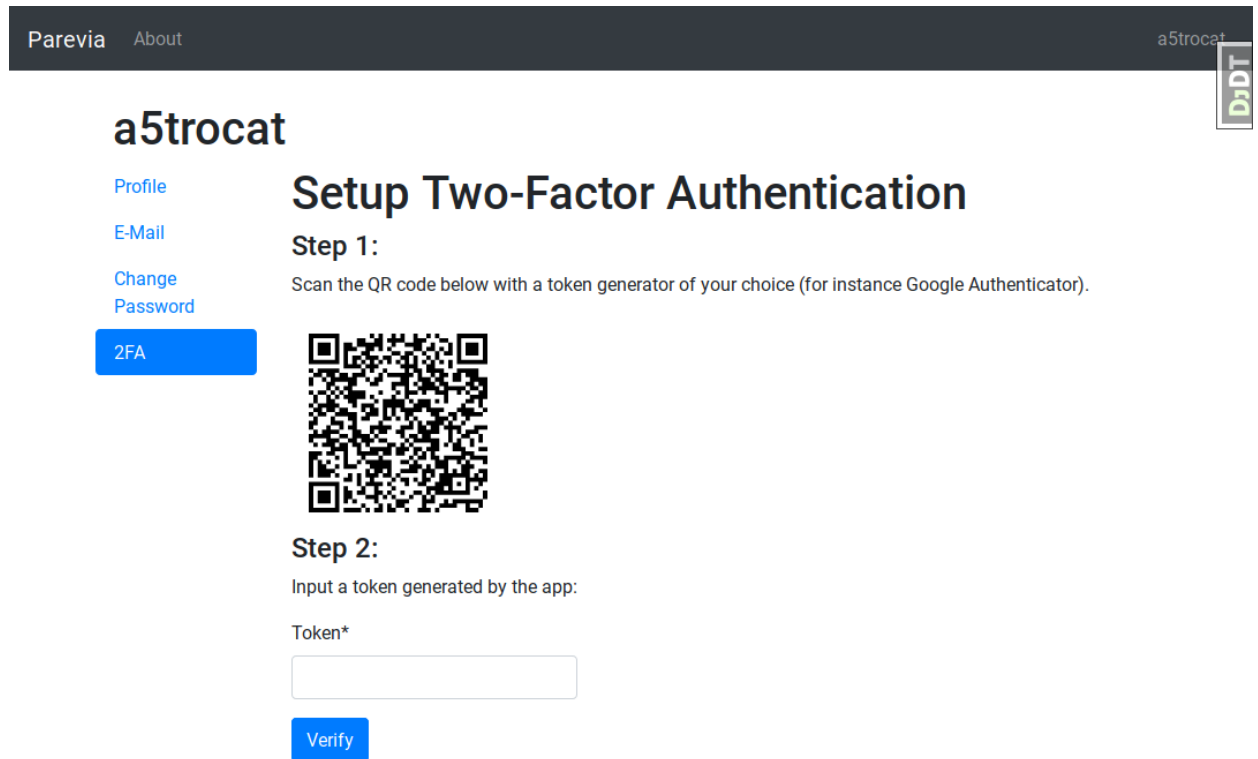 Parevia About a5trocat
DjDT
a5trocat
Profile
E-Mail
Change
Password
2FA
Setup Two-Factor Authentication
Step 1:
Scan the QR code below with a token generator of your choice (for instance Google Authenticator).
Step 2:
Input a token generated by the app:
Token*
Verify